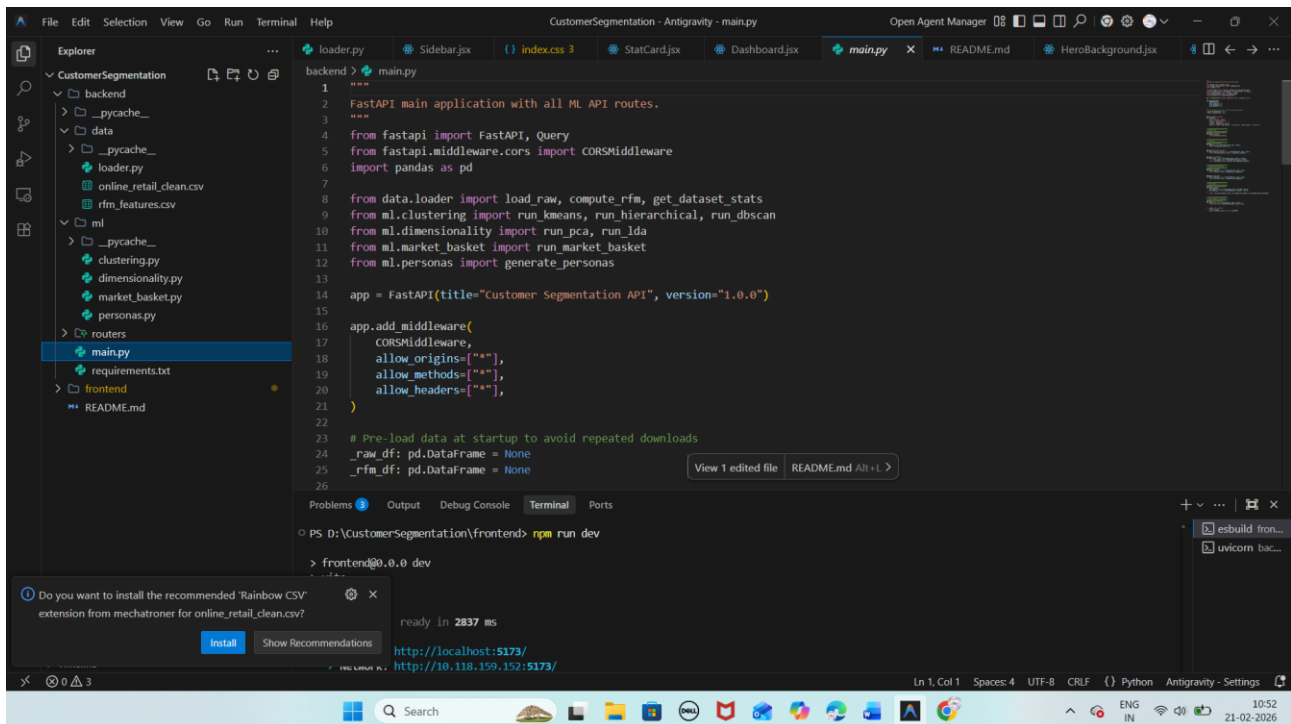 File Edit Selection View Go Run Terminal Help
CustomerSegmentation - Antigravity - main.py
Open Agent Manager
Explorer
loader.py
Sidebar.jsx
{} index.css 3
StatCard.jsx
Dashboard.jsx
main.py
README.md
HeroBackground.jsx
CustomerSegmentation
backend
__pycache__
data
__pycache__
loader.py
online_retail_clean.csv
rfm_features.csv
ml
__pycache__
clustering.py
dimensionality.py
market_basket.py
personas.py
routers
main.py
requirements.txt
frontend
README.md
backend > main.py
1 """
2 FastAPI main application with all ML API routes.
3 """
4 from fastapi import FastAPI, Query
5 from fastapi.middleware.cors import CORSMiddleware
6 import pandas as pd
7
8 from data.loader import load_raw, compute_rfm, get_dataset_stats
9 from ml.clustering import run_kmeans, run_hierarchical, run_dbscan
10 from ml.dimensionality import run_pca, run_lda
11 from ml.market_basket import run_market_basket
12 from ml.personas import generate_personas
13
14 app = FastAPI(title="Customer Segmentation API", version="1.0.0")
15
16 app.add_middleware(
17 CORSMiddleware,
18 allow_origins=["*"],
19 allow_methods=["*"],
20 allow_headers=["*"],
21 )
22
23 # Pre-load data at startup to avoid repeated downloads
24 _raw_df: pd.DataFrame = None
25 _rfm_df: pd.DataFrame = None
26
View 1 edited file README.md Alt+L >
Problems 3 Output Debug Console Terminal Ports
PS D:\CustomerSegmentation\frontend> npm run dev
> frontend@0.0.0 dev
ready in 2837 ms
http://localhost:5173/
http://10.118.159.152:5173/
esbuild fron...
uvicorn bac...
Do you want to install the recommended 'Rainbow CSV'
extension from mechatroner for online_retail_clean.csv?
Install Show Recommendations
0 3
Ln 1, Col 1 Spaces: 4 UTF-8 CRLF {} Python Antigravity - Settings
Search
DELL
ENG
IN
10:52
21-02-2026